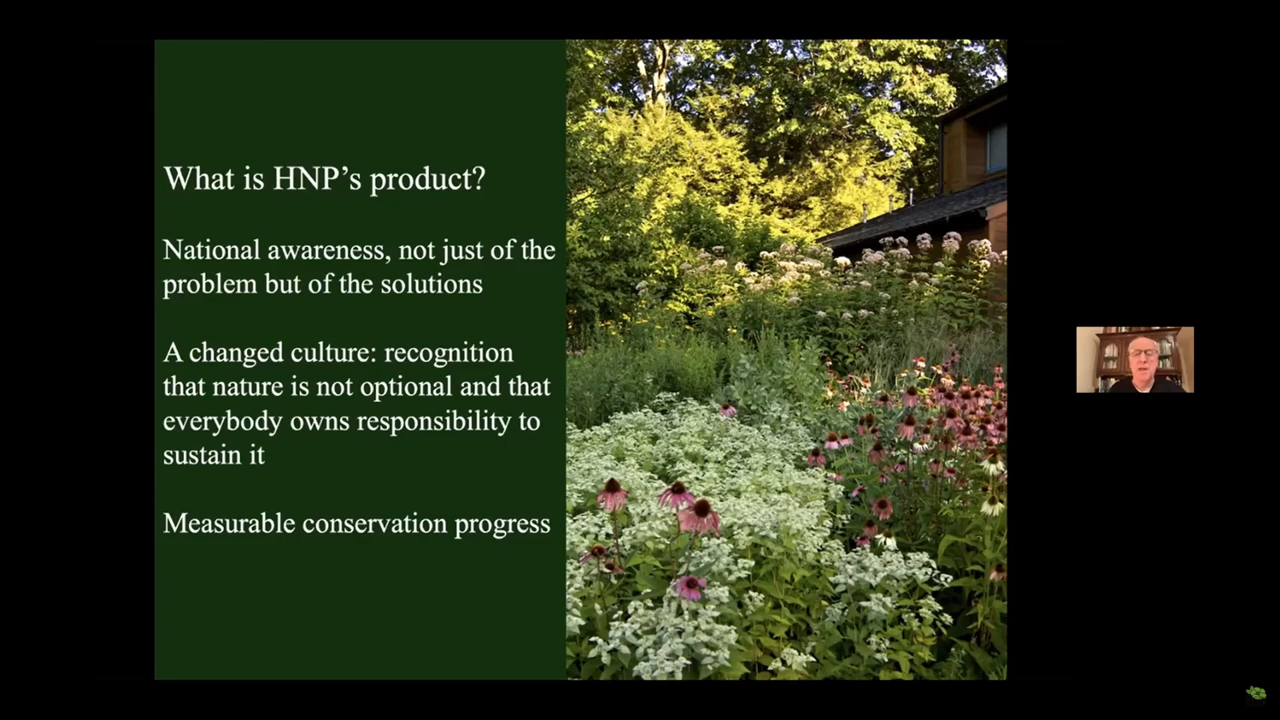 What is HNP’s product?
National awareness, not just of the
problem but of the solutions
A changed culture: recognition
that nature is not optional and that
everybody owns responsibility to
sustain it
Measurable conservation progress